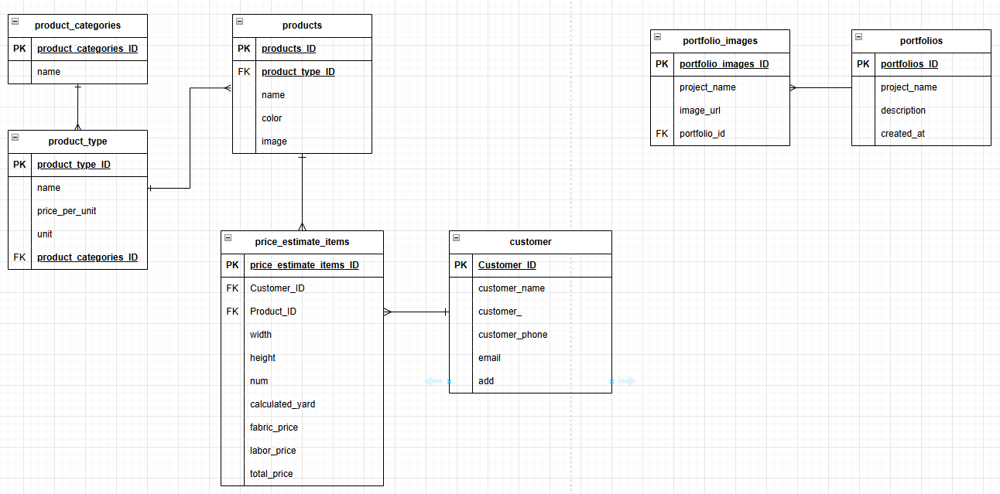 product_categories
PK product_categories_ID
name
product_type
PK product_type_ID
name
price_per_unit
unit
FK product_categories_ID
products
PK products_ID
FK product_type_ID
name
color
image
price_estimate_items
PK price_estimate_items_ID
FK Customer_ID
FK Product_ID
width
height
num
calculated_yard
fabric_price
labor_price
total_price
customer
PK Customer_ID
customer_name
customer_
customer_phone
email
add
portfolio_images
PK portfolio_images_ID
project_name
image_url
FK portfolio_id
portfolios
PK portfolios_ID
project_name
description
created_at